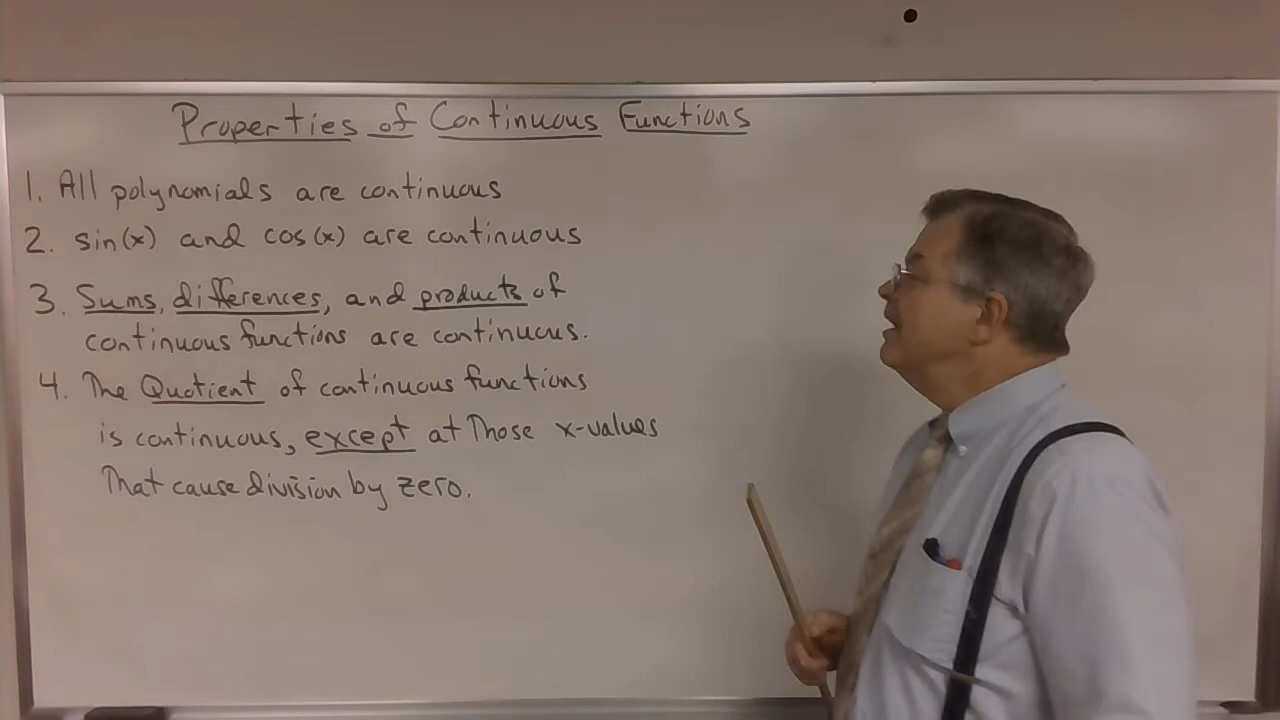 Properties of Continuous Functions
1. All polynomials are continuous
2. sin(x) and cos(x) are continuous
3. Sums, differences, and products of
continuous functions are continuous.
4. The Quotient of continuous functions
is continuous, except at Those x-values
That cause division by zero.